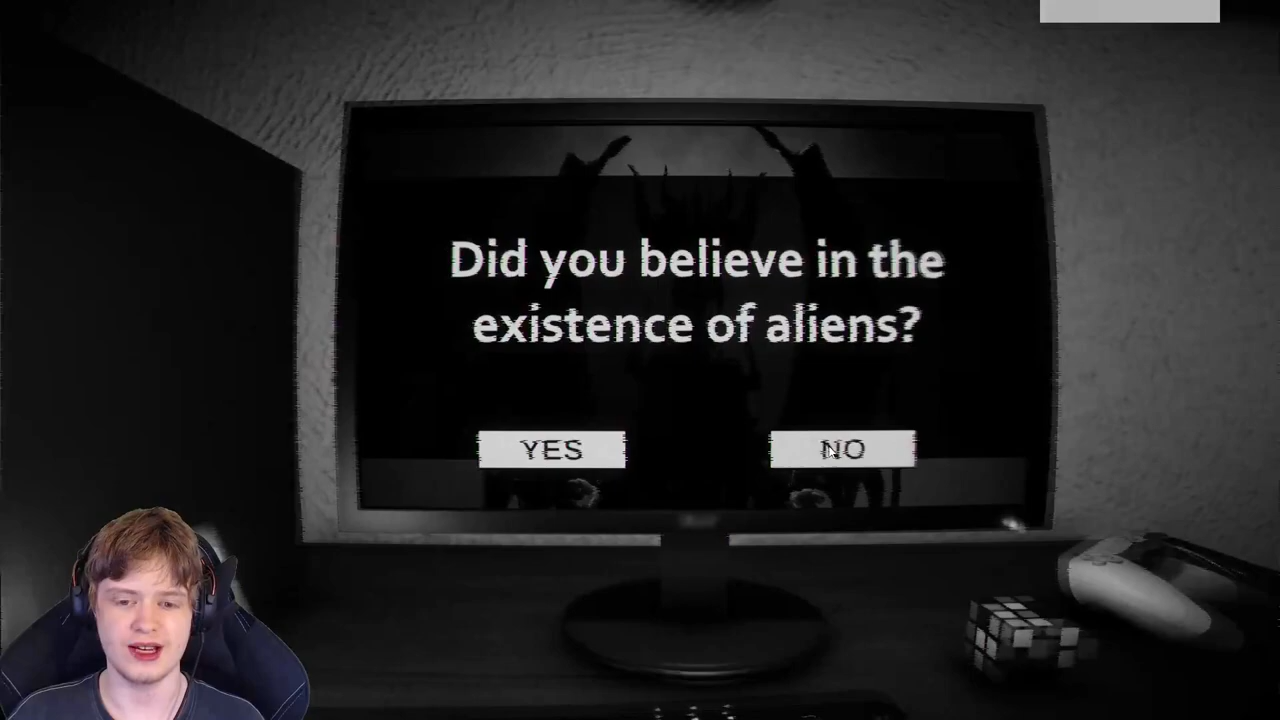 Did you believe in the
existence of aliens?
YES
NO